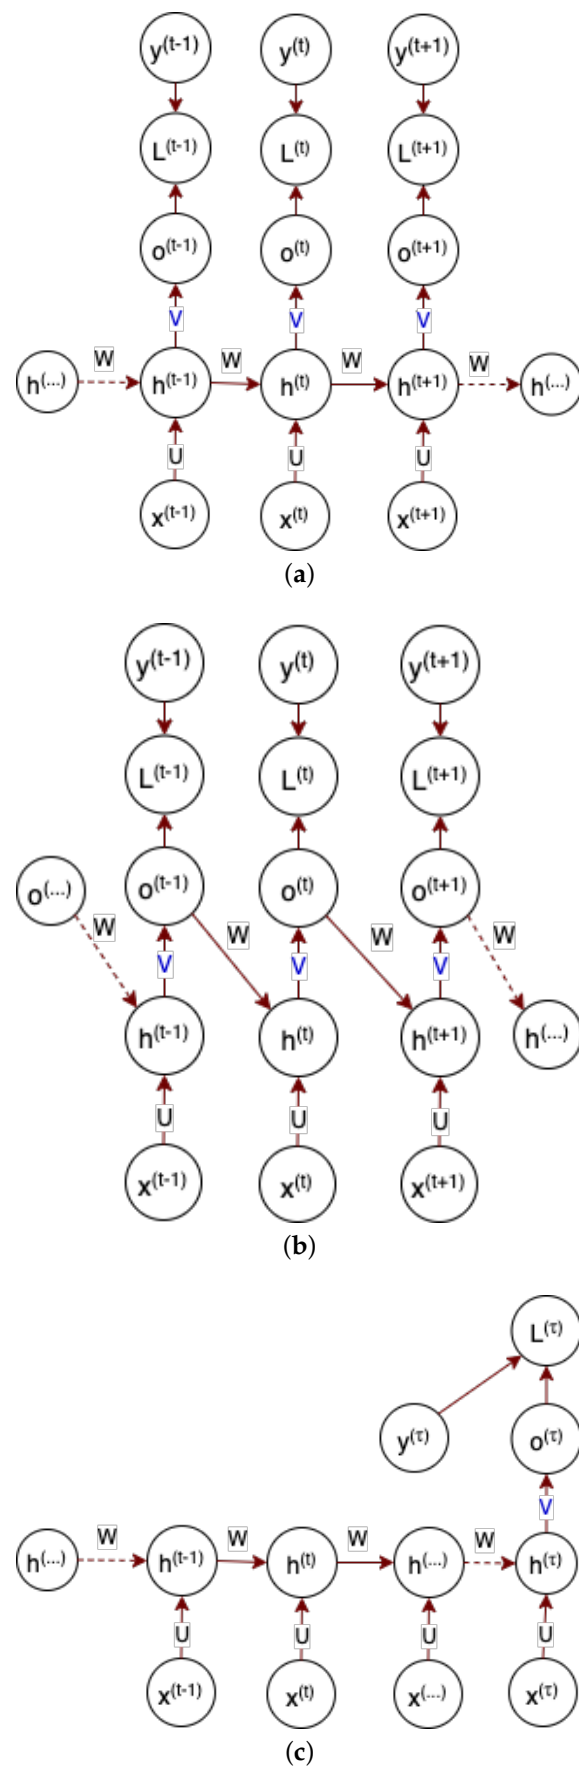 y(t-1) y(t) y(t+1)
L(t-1) L(t) L(t+1)
o(t-1) o(t) o(t+1)
V V V
W W W W
h(...) h(t-1) h(t) h(t+1) h(...)
U U U
x(t-1) x(t) x(t+1)
(a)
y(t-1) y(t) y(t+1)
L(t-1) L(t) L(t+1)
o(...) o(t-1) o(t) o(t+1)
W W W W
V V V
h(t-1) h(t) h(t+1) h(...)
U U U
x(t-1) x(t) x(t+1)
(b)
L(τ)
y(τ) o(τ)
V
W W W W
h(...) h(t-1) h(t) h(...) h(τ)
U U U U
x(t-1) x(t) x(...) x(τ)
(c)